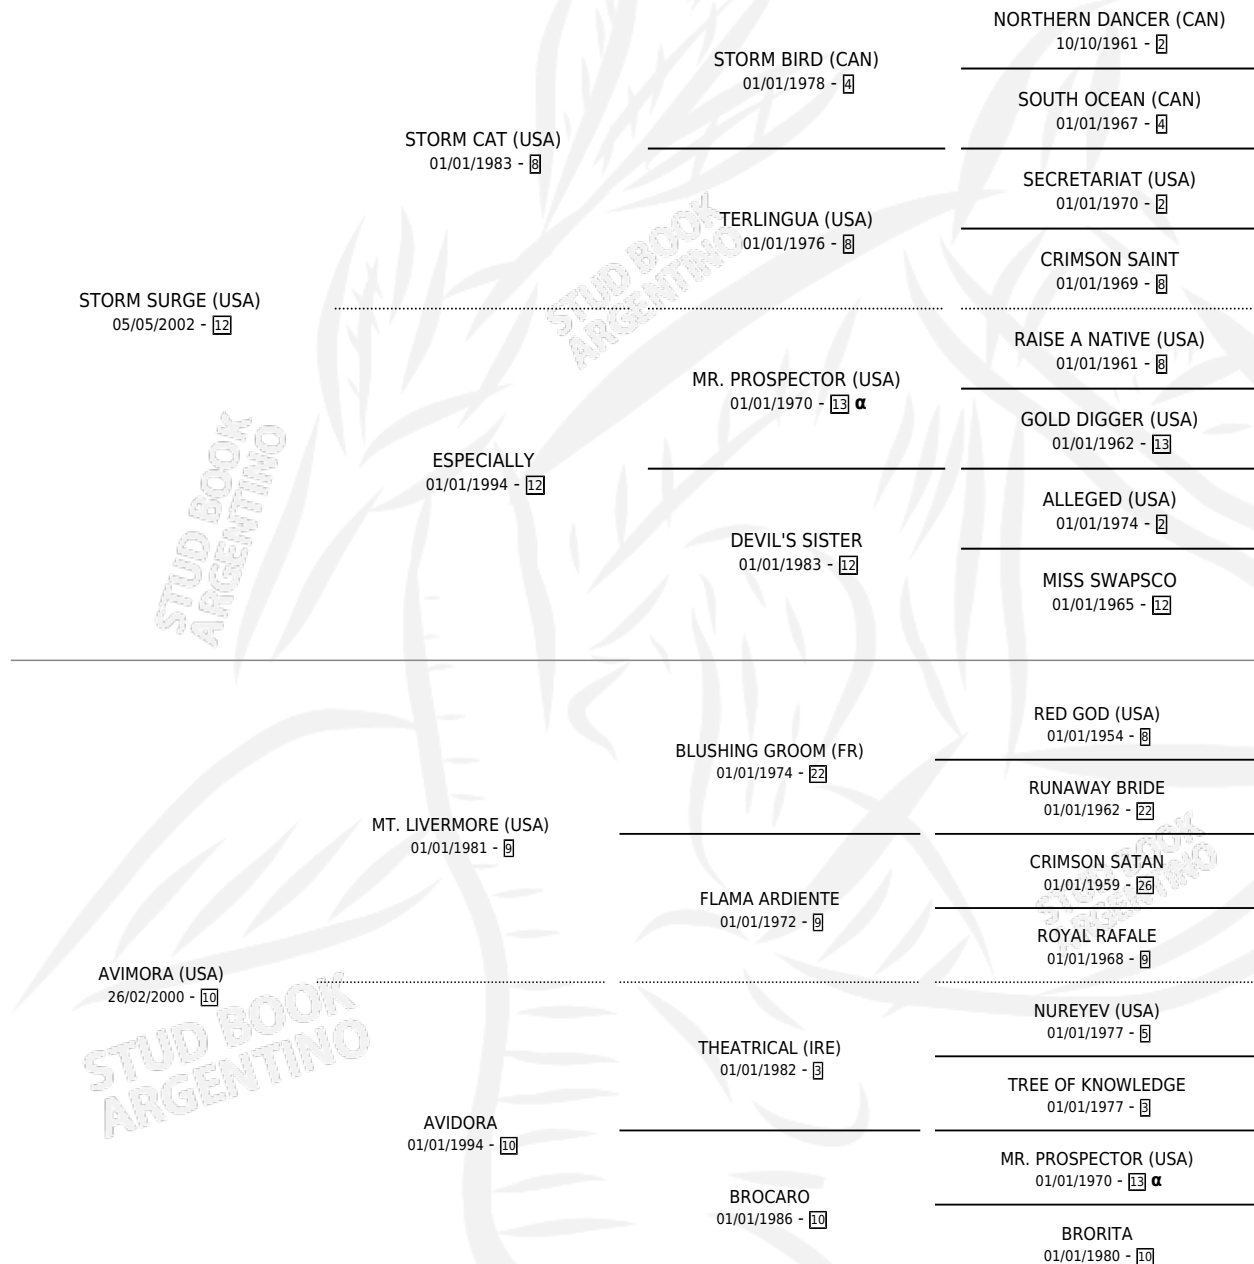 NORTHERN DANCER (CAN)
10/10/1961 - 2
STORM BIRD (CAN)
01/01/1978 - 4
SOUTH OCEAN (CAN)
01/01/1967 - 4
STORM CAT (USA)
01/01/1983 - 8
SECRETARIAT (USA)
01/01/1970 - 2
TERLINGUA (USA)
01/01/1976 - 8
CRIMSON SAINT
01/01/1969 - 8
STORM SURGE (USA)
05/05/2002 - 12
RAISE A NATIVE (USA)
01/01/1961 - 8
MR. PROSPECTOR (USA)
01/01/1970 - 13 α
GOLD DIGGER (USA)
01/01/1962 - 13
ESPECIALLY
01/01/1994 - 12
ALLEGED (USA)
01/01/1974 - 2
DEVIL'S SISTER
01/01/1983 - 12
MISS SWAPSCO
01/01/1965 - 12
STUD BOOK
ARGENTINO
STUD BOOK
ARGENTINO
RED GOD (USA)
01/01/1954 - 8
BLUSHING GROOM (FR)
01/01/1974 - 22
RUNAWAY BRIDE
01/01/1962 - 22
MT. LIVERMORE (USA)
01/01/1981 - 9
CRIMSON SATAN
01/01/1959 - 26
FLAMA ARDIENTE
01/01/1972 - 9
ROYAL RAFALE
01/01/1968 - 9
AVIMORA (USA)
26/02/2000 - 10
NUREYEV (USA)
01/01/1977 - 5
THEATRICAL (IRE)
01/01/1982 - 3
TREE OF KNOWLEDGE
01/01/1977 - 3
AVIDORA
01/01/1994 - 10
MR. PROSPECTOR (USA)
01/01/1970 - 13 α
BROCARO
01/01/1986 - 10
BRORITA
01/01/1980 - 10
STUD BOOK
ARGENTINO
STUD BOOK
ARGENTINO